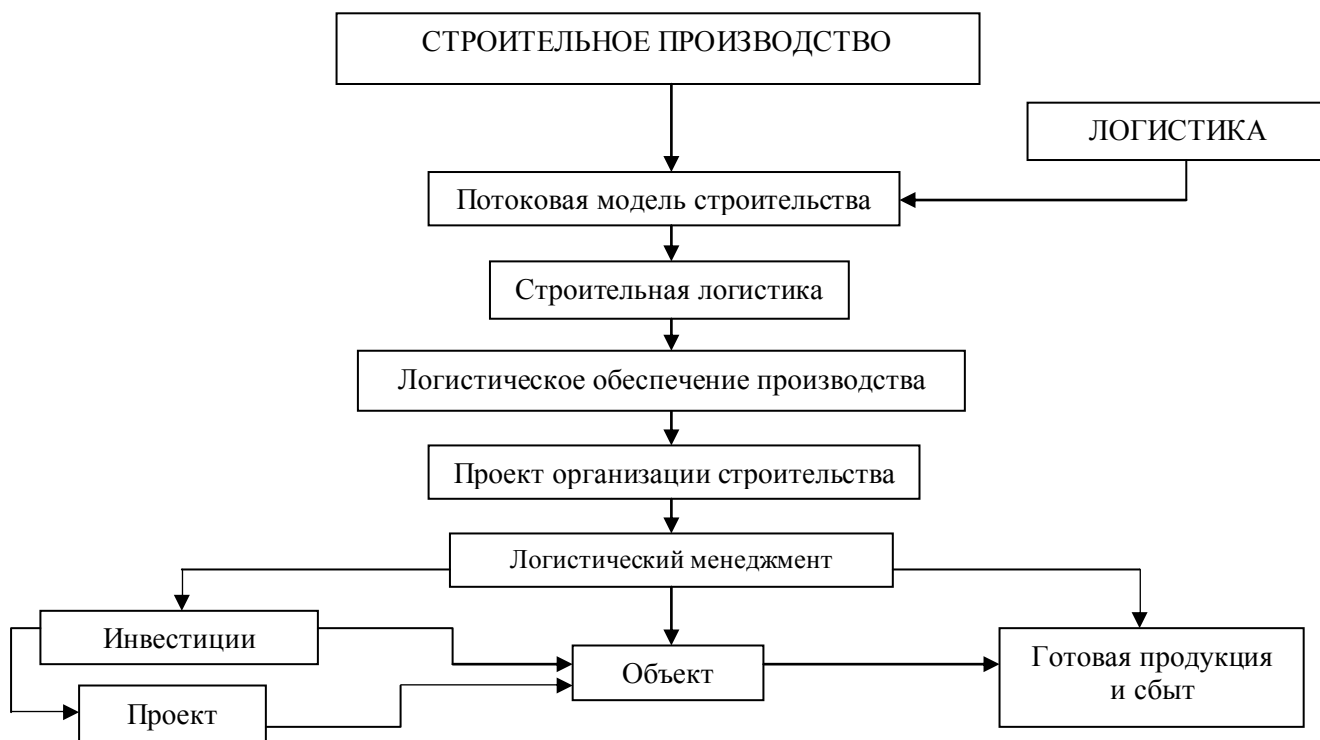 СТРОИТЕЛЬНОЕ ПРОИЗВОДСТВО
ЛОГИСТИКА
Потоковая модель строительства
Строительная логистика
Логистическое обеспечение производства
Проект организации строительства
Логистический менеджмент
Инвестиции
Объект
Готовая продукция
и сбыт
Проект